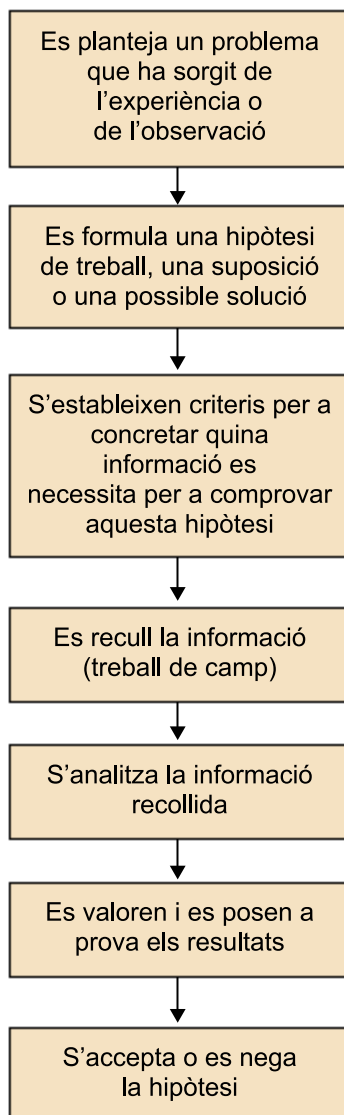 Es planteja un problema
que ha sorgit de
l’experiència o
de l’observació
Es formula una hipòtesi
de treball, una suposició
o una possible solució
S’estableixen criteris per a
concretar quina
informació es
necessita per a comprovar
aquesta hipòtesi
Es recull la informació
(treball de camp)
S’analitza la informació
recollida
Es valoren i es posen a
prova els resultats
S’accepta o es nega
la hipòtesi